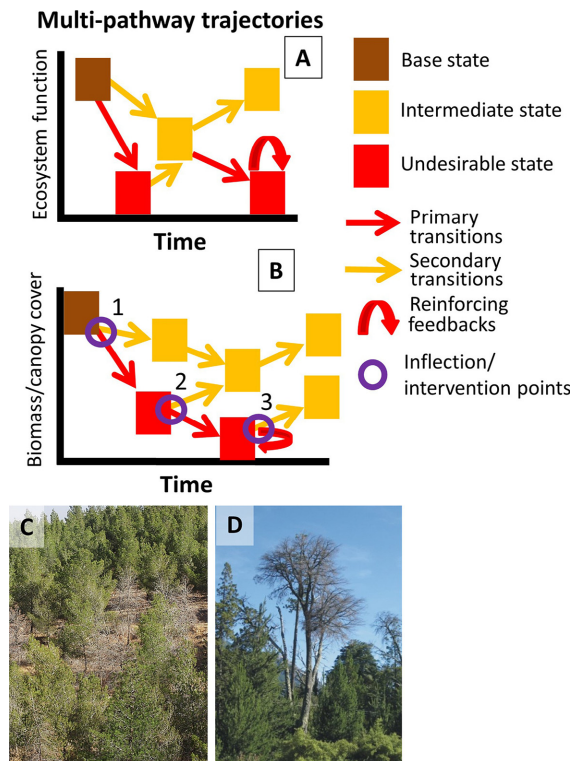 Multi-pathway trajectories
A
Ecosystem function
Time
Base state
Intermediate state
Undesirable state
Primary
transitions
Secondary
transitions
Reinforcing
feedbacks
Inflection/
intervention points
B
Biomass/canopy cover
1
2
3
Time
C
D